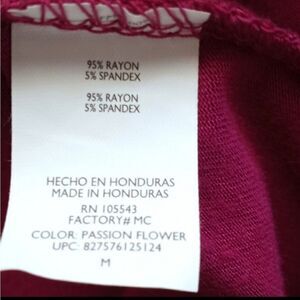 95% RAYON
5% SPANDEX
95% RAYON
5% SPANDEX
HECHO EN HONDURAS
MADE IN HONDURAS
RN 105543
FACTORY# MC
COLOR: PASSION FLOWER
UPC: 827576125124
M